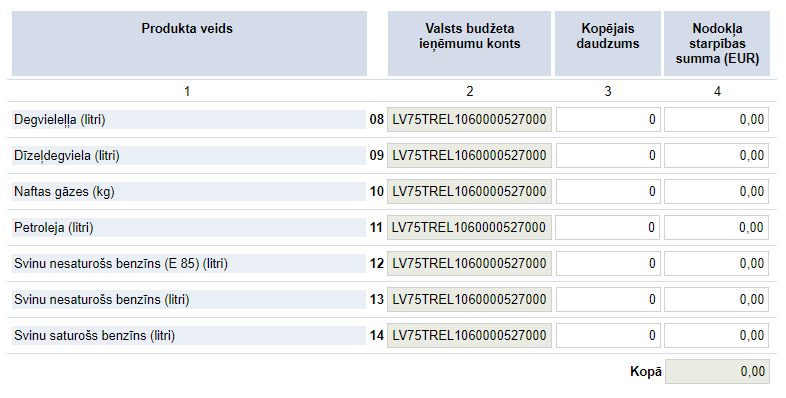 Produkta veids
Valsts budžeta
ieņēmumu konts
Kopējais
daudzums
Nodokļa
starpības
summa (EUR)
1 2 3 4
Degvieleļļa (litri) 08 LV75TREL1060000527000 0 0,00
Dīzeļdegviela (litri) 09 LV75TREL1060000527000 0 0,00
Naftas gāzes (kg) 10 LV75TREL1060000527000 0 0,00
Petroleja (litri) 11 LV75TREL1060000527000 0 0,00
Svinu nesaturošs benzīns (E 85) (litri) 12 LV75TREL1060000527000 0 0,00
Svinu nesaturošs benzīns (litri) 13 LV75TREL1060000527000 0 0,00
Svinu saturošs benzīns (litri) 14 LV75TREL1060000527000 0 0,00
Kopā 0,00